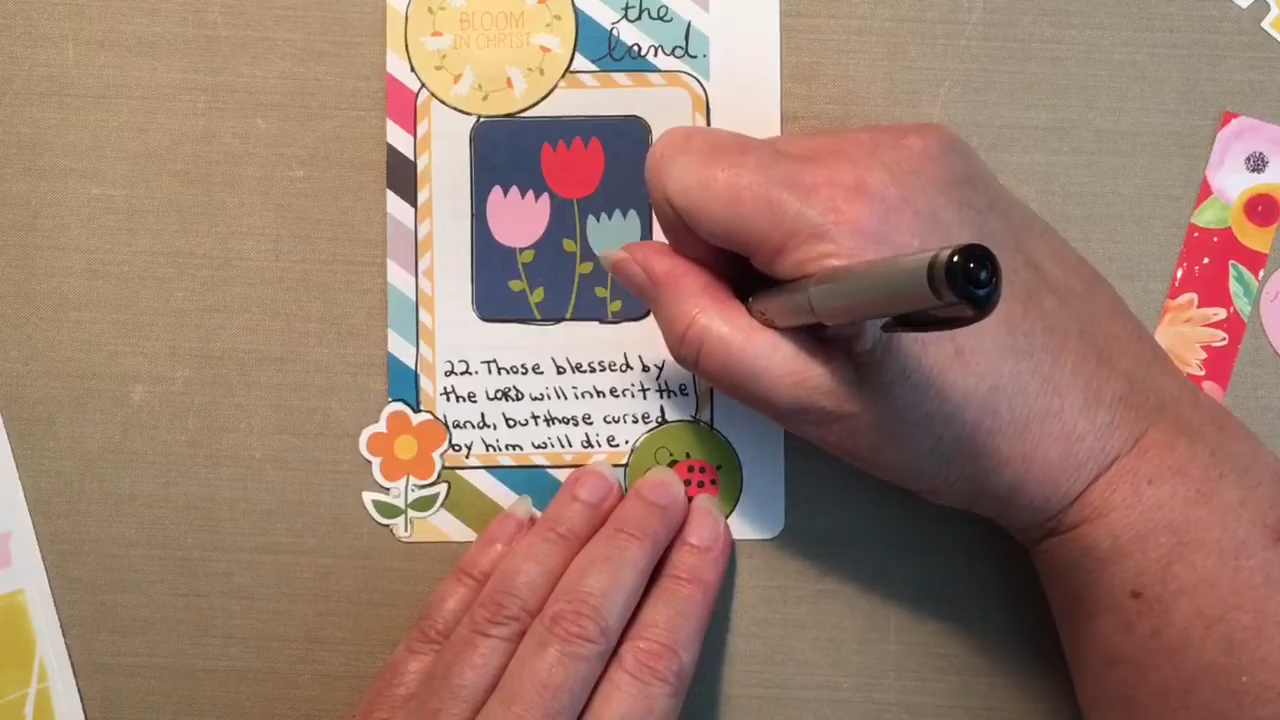 BLOOM
IN CHRIST
the
land.
22. Those blessed by
the LORD will inherit the
land, but those cursed
by him will die.